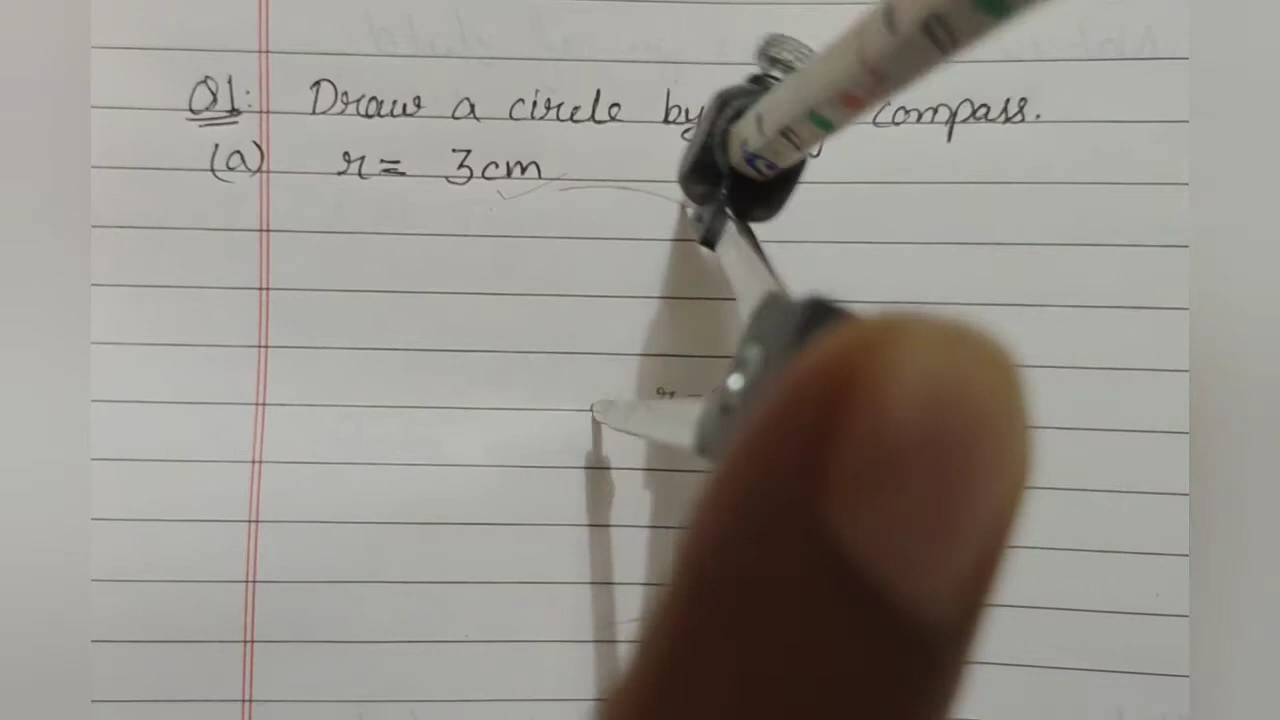 Q1: Draw a circle by compass.
(a) r = 3cm
r =